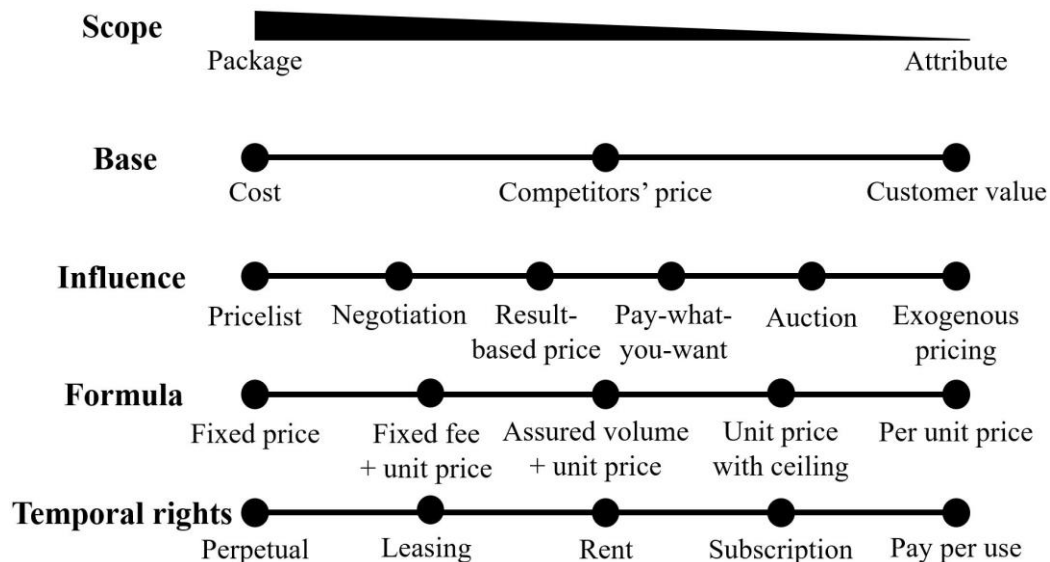 Scope
Package Attribute
Base
Cost Competitors’ price Customer value
Influence
Pricelist Negotiation Result- Pay-what- Auction Exogenous
based price you-want pricing
Formula
Fixed price Fixed fee Assured volume Unit price Per unit price
+ unit price + unit price with ceiling
Temporal rights
Perpetual Leasing Rent Subscription Pay per use